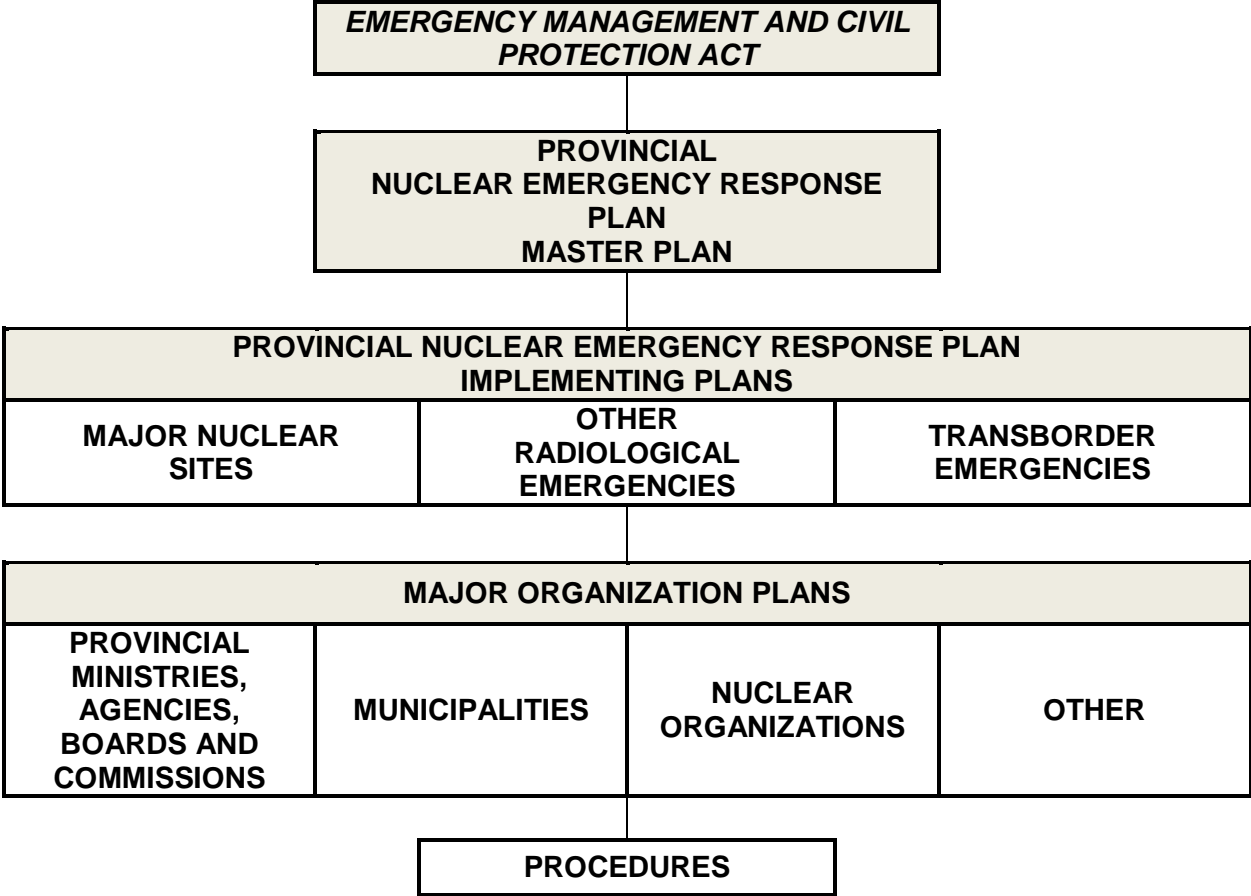 EMERGENCY MANAGEMENT AND CIVIL
PROTECTION ACT
PROVINCIAL
NUCLEAR EMERGENCY RESPONSE
PLAN
MASTER PLAN
PROVINCIAL NUCLEAR EMERGENCY RESPONSE PLAN
IMPLEMENTING PLANS
MAJOR NUCLEAR
SITES
OTHER
RADIOLOGICAL
EMERGENCIES
TRANSBORDER
EMERGENCIES
MAJOR ORGANIZATION PLANS
PROVINCIAL
MINISTRIES,
AGENCIES,
BOARDS AND
COMMISSIONS
MUNICIPALITIES
NUCLEAR
ORGANIZATIONS
OTHER
PROCEDURES